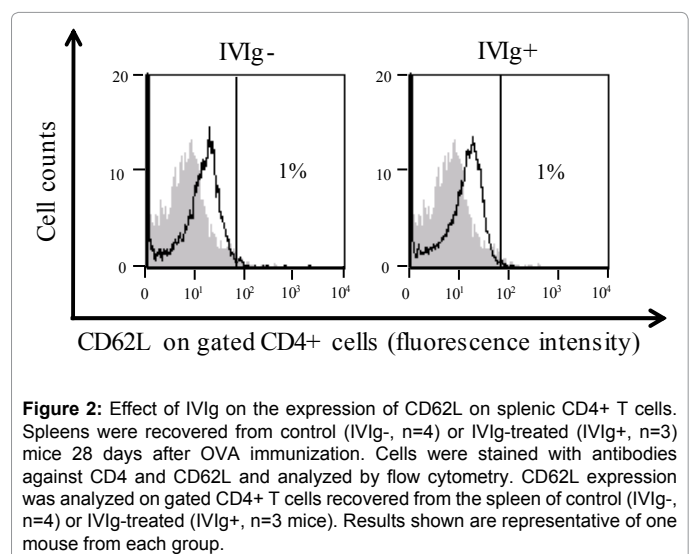 IVIg- IVIg+
20 20
1% 1%
10 10
0 0
0 10¹ 10² 10³ 10⁴ 0 10¹ 10² 10³ 10⁴
Cell counts
CD62L on gated CD4+ cells (fluorescence intensity)
Figure 2: Effect of IVIg on the expression of CD62L on splenic CD4+ T cells.
Spleens were recovered from control (IVIg-, n=4) or IVIg-treated (IVIg+, n=3)
mice 28 days after OVA immunization. Cells were stained with antibodies
against CD4 and CD62L and analyzed by flow cytometry. CD62L expression
was analyzed on gated CD4+ T cells recovered from the spleen of control (IVIg-,
n=4) or IVIg-treated (IVIg+, n=3 mice). Results shown are representative of one
mouse from each group.